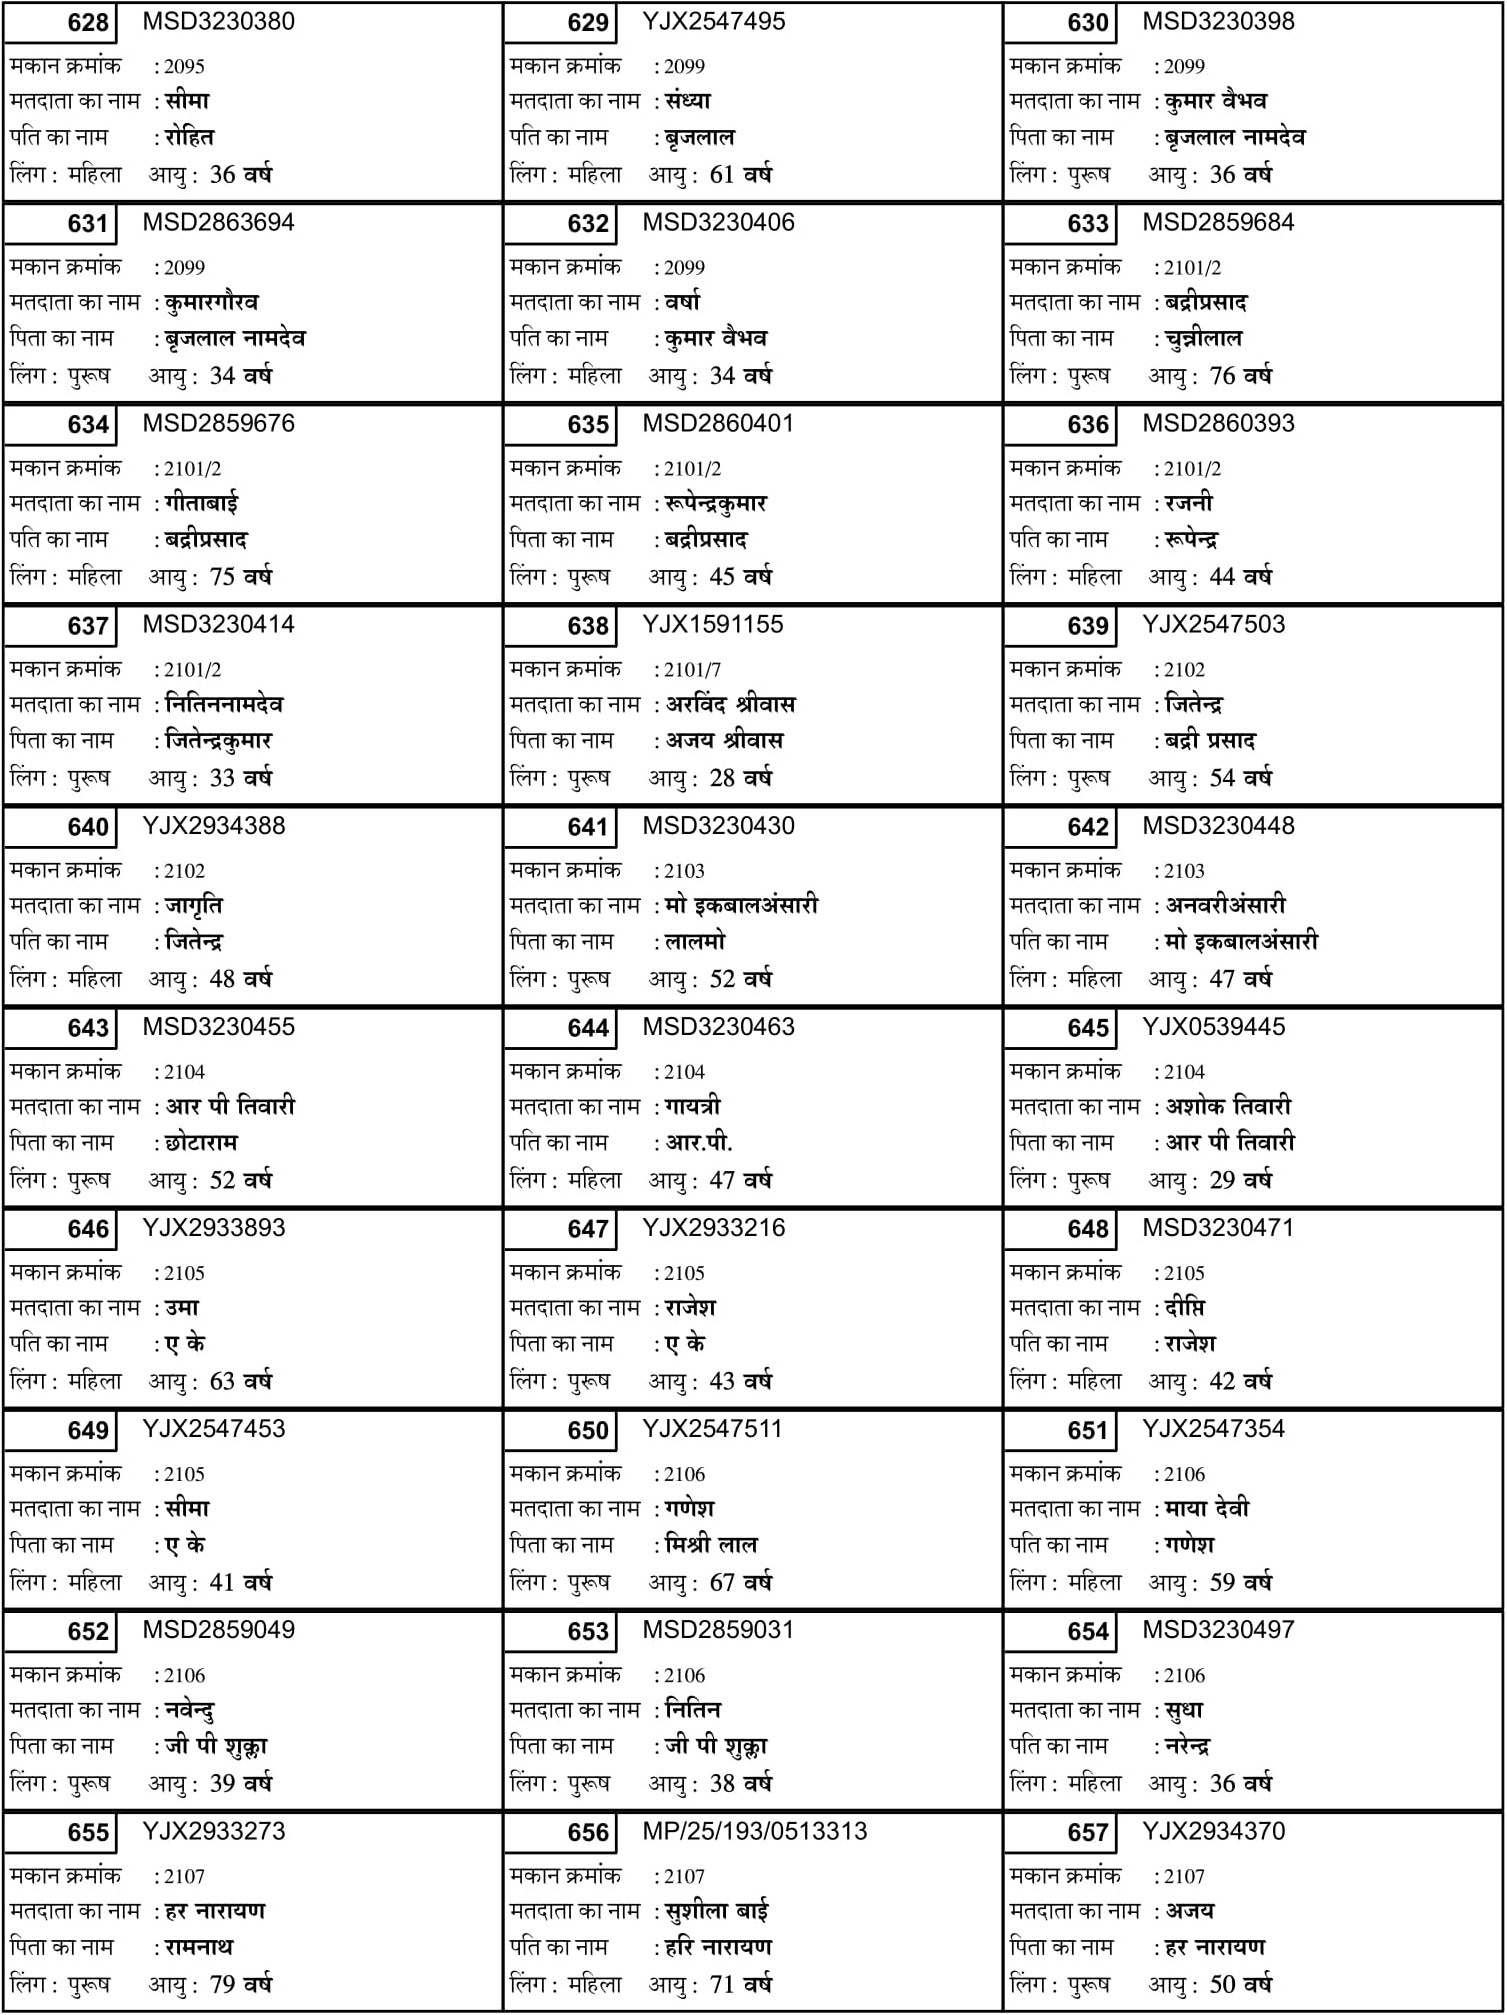 628 MSD3230380
मकान क्रमांक : 2095
मतदाता का नाम : सीमा
पति का नाम : रोहित
लिंग : महिला आयु : 36 वर्ष
629 YJX2547495
मकान क्रमांक : 2099
मतदाता का नाम : संध्या
पति का नाम : बृजलाल
लिंग : महिला आयु : 61 वर्ष
630 MSD3230398
मकान क्रमांक : 2099
मतदाता का नाम : कुमार वैभव
पिता का नाम : बृजलाल नामदेव
लिंग : पुरूष आयु : 36 वर्ष
631 MSD2863694
मकान क्रमांक : 2099
मतदाता का नाम : कुमारगौरव
पिता का नाम : बृजलाल नामदेव
लिंग : पुरूष आयु : 34 वर्ष
632 MSD3230406
मकान क्रमांक : 2099
मतदाता का नाम : वर्षा
पति का नाम : कुमार वैभव
लिंग : महिला आयु : 34 वर्ष
633 MSD2859684
मकान क्रमांक : 2101/2
मतदाता का नाम : बद्रीप्रसाद
पिता का नाम : चुन्नीलाल
लिंग : पुरूष आयु : 76 वर्ष
634 MSD2859676
मकान क्रमांक : 2101/2
मतदाता का नाम : गीताबाई
पति का नाम : बद्रीप्रसाद
लिंग : महिला आयु : 75 वर्ष
635 MSD2860401
मकान क्रमांक : 2101/2
मतदाता का नाम : रूपेन्द्रकुमार
पिता का नाम : बद्रीप्रसाद
लिंग : पुरूष आयु : 45 वर्ष
636 MSD2860393
मकान क्रमांक : 2101/2
मतदाता का नाम : रजनी
पति का नाम : रूपेन्द्र
लिंग : महिला आयु : 44 वर्ष
637 MSD3230414
मकान क्रमांक : 2101/2
मतदाता का नाम : नितिननामदेव
पिता का नाम : जितेन्द्रकुमार
लिंग : पुरूष आयु : 33 वर्ष
638 YJX1591155
मकान क्रमांक : 2101/7
मतदाता का नाम : अरविंद श्रीवास
पिता का नाम : अजय श्रीवास
लिंग : पुरूष आयु : 28 वर्ष
639 YJX2547503
मकान क्रमांक : 2102
मतदाता का नाम : जितेन्द्र
पिता का नाम : बद्री प्रसाद
लिंग : पुरूष आयु : 54 वर्ष
640 YJX2934388
मकान क्रमांक : 2102
मतदाता का नाम : जागृति
पति का नाम : जितेन्द्र
लिंग : महिला आयु : 48 वर्ष
641 MSD3230430
मकान क्रमांक : 2103
मतदाता का नाम : मो इकबालअंसारी
पिता का नाम : लालमो
लिंग : पुरूष आयु : 52 वर्ष
642 MSD3230448
मकान क्रमांक : 2103
मतदाता का नाम : अनवरीअंसारी
पति का नाम : मो इकबालअंसारी
लिंग : महिला आयु : 47 वर्ष
643 MSD3230455
मकान क्रमांक : 2104
मतदाता का नाम : आर पी तिवारी
पिता का नाम : छोटाराम
लिंग : पुरूष आयु : 52 वर्ष
644 MSD3230463
मकान क्रमांक : 2104
मतदाता का नाम : गायत्री
पति का नाम : आर.पी.
लिंग : महिला आयु : 47 वर्ष
645 YJX0539445
मकान क्रमांक : 2104
मतदाता का नाम : अशोक तिवारी
पिता का नाम : आर पी तिवारी
लिंग : पुरूष आयु : 29 वर्ष
646 YJX2933893
मकान क्रमांक : 2105
मतदाता का नाम : उमा
पति का नाम : ए के
लिंग : महिला आयु : 63 वर्ष
647 YJX2933216
मकान क्रमांक : 2105
मतदाता का नाम : राजेश
पिता का नाम : ए के
लिंग : पुरूष आयु : 43 वर्ष
648 MSD3230471
मकान क्रमांक : 2105
मतदाता का नाम : दीप्ति
पति का नाम : राजेश
लिंग : महिला आयु : 42 वर्ष
649 YJX2547453
मकान क्रमांक : 2105
मतदाता का नाम : सीमा
पिता का नाम : ए के
लिंग : महिला आयु : 41 वर्ष
650 YJX2547511
मकान क्रमांक : 2106
मतदाता का नाम : गणेश
पिता का नाम : मिश्री लाल
लिंग : पुरूष आयु : 67 वर्ष
651 YJX2547354
मकान क्रमांक : 2106
मतदाता का नाम : माया देवी
पति का नाम : गणेश
लिंग : महिला आयु : 59 वर्ष
652 MSD2859049
मकान क्रमांक : 2106
मतदाता का नाम : नवेन्दु
पिता का नाम : जी पी शुक्ला
लिंग : पुरूष आयु : 39 वर्ष
653 MSD2859031
मकान क्रमांक : 2106
मतदाता का नाम : नितिन
पिता का नाम : जी पी शुक्ला
लिंग : पुरूष आयु : 38 वर्ष
654 MSD3230497
मकान क्रमांक : 2106
मतदाता का नाम : सुधा
पति का नाम : नरेन्द्र
लिंग : महिला आयु : 36 वर्ष
655 YJX2933273
मकान क्रमांक : 2107
मतदाता का नाम : हर नारायण
पिता का नाम : रामनाथ
लिंग : पुरूष आयु : 79 वर्ष
656 MP/25/193/0513313
मकान क्रमांक : 2107
मतदाता का नाम : सुशीला बाई
पति का नाम : हरि नारायण
लिंग : महिला आयु : 71 वर्ष
657 YJX2934370
मकान क्रमांक : 2107
मतदाता का नाम : अजय
पिता का नाम : हर नारायण
लिंग : पुरूष आयु : 50 वर्ष